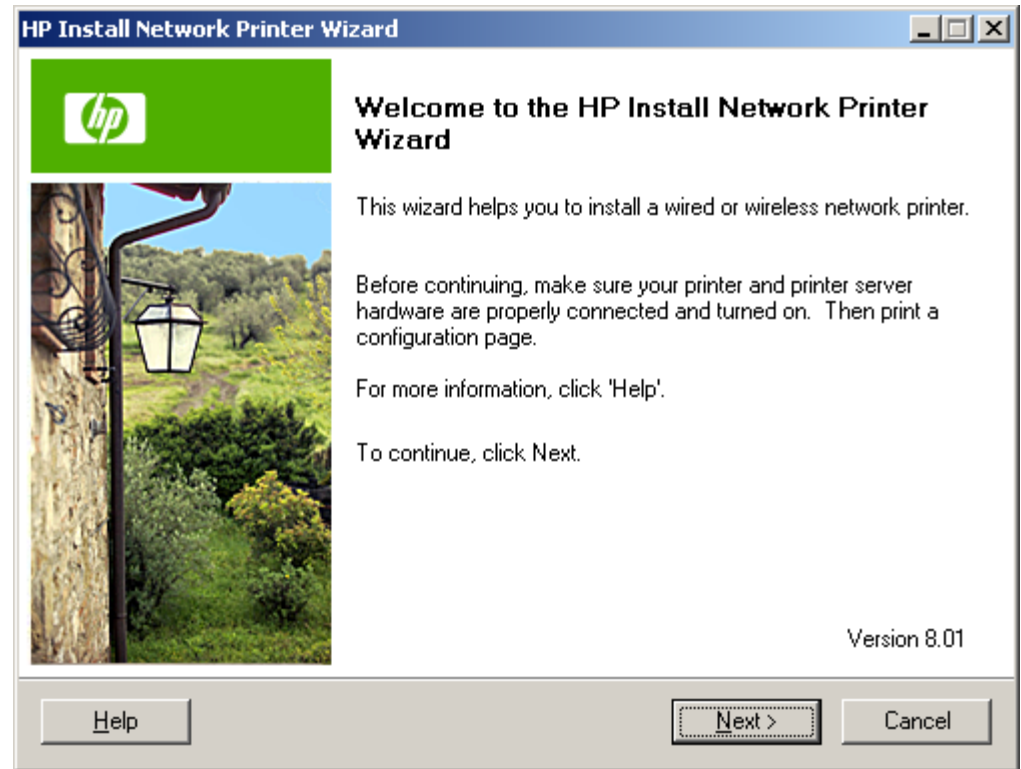 HP Install Network Printer Wizard
hp
Welcome to the HP Install Network Printer
Wizard
This wizard helps you to install a wired or wireless network printer.
Before continuing, make sure your printer and printer server
hardware are properly connected and turned on.  Then print a
configuration page.
For more information, click 'Help'.
To continue, click Next.
Version 8.01
Help
Next >
Cancel